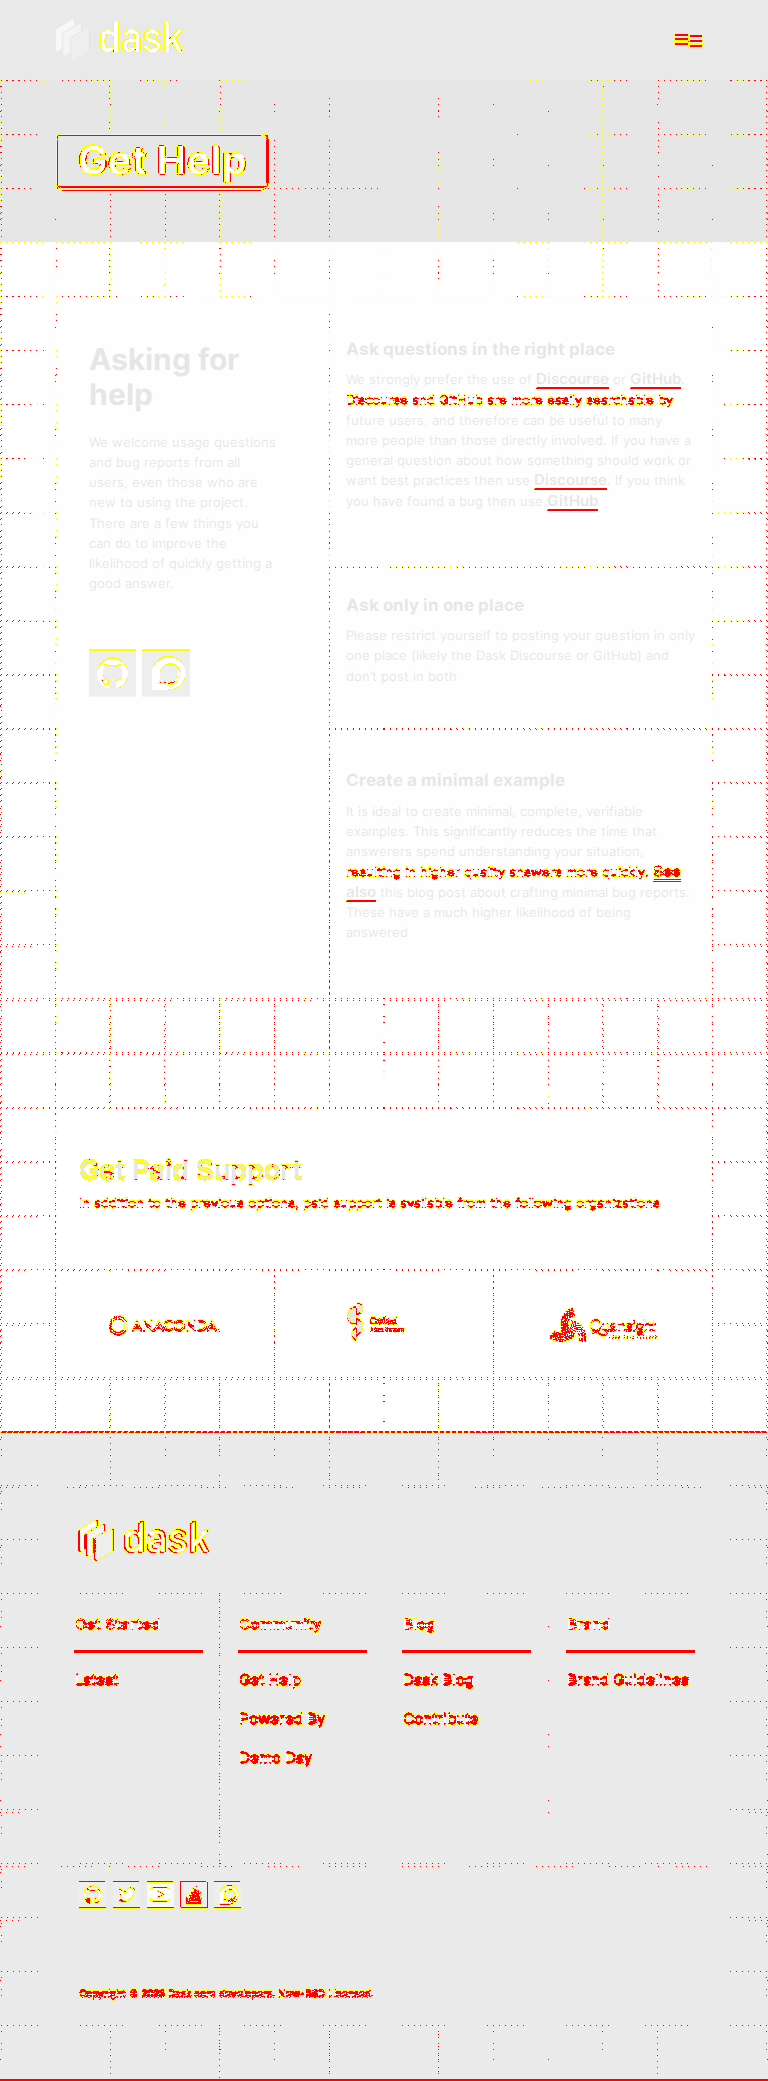 dask
Get Help
Asking for
help
We welcome usage questions
and bug reports from all
users, even those who are
new to using the project.
There are a few things you
can do to improve the
likelihood of quickly getting a
good answer.
Ask questions in the right place
We strongly prefer the use of Discourse or GitHub.
Discourse and GitHub are more easily searchable by
future users, and therefore can be useful to many
more people than those directly involved. If you have a
general question about how something should work or
want best practices then use Discourse. If you think
you have found a bug then use GitHub
Ask only in one place
Please restrict yourself to posting your question in only
one place (likely the Dask Discourse or GitHub) and
don't post in both
Create a minimal example
It is ideal to create minimal, complete, verifiable
examples. This significantly reduces the time that
answerers spend understanding your situation,
resulting in higher quality answers more quickly. See
also this blog post about crafting minimal bug reports.
These have a much higher likelihood of being
answered
Get Paid Support
In addition to the previous options, paid support is available from the following organizations
ANACONDA.
Coiled
Quansight
dask
Get Started
Community
Blog
Brand
Latest
Get Help
Dask Blog
Brand Guidelines
Powered By
Contribute
Demo Day
Copyright © Dask core developers. New BSD Licensed.